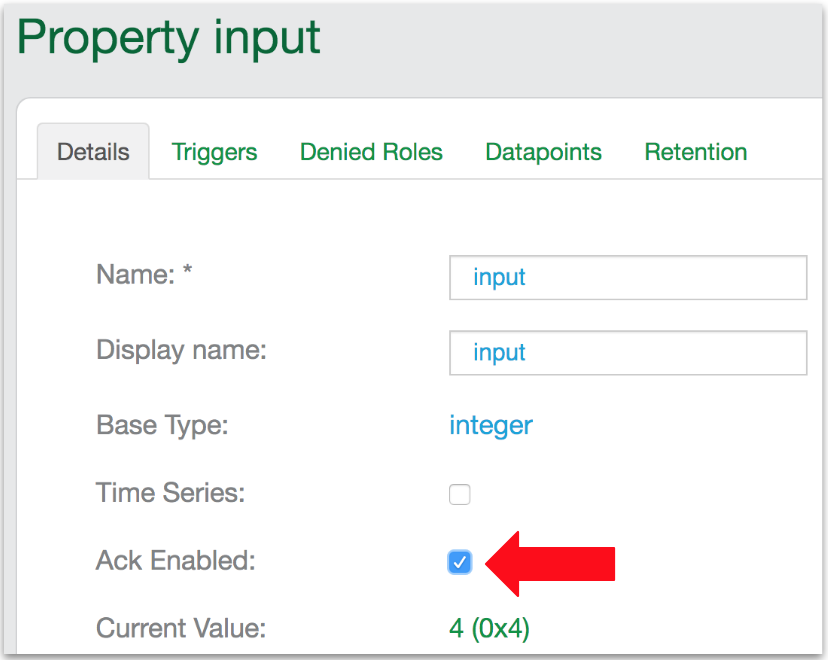 Property input
Details Triggers Denied Roles Datapoints Retention
Name: * input
Display name: input
Base Type: integer
Time Series:
Ack Enabled:
Current Value: 4 (0x4)